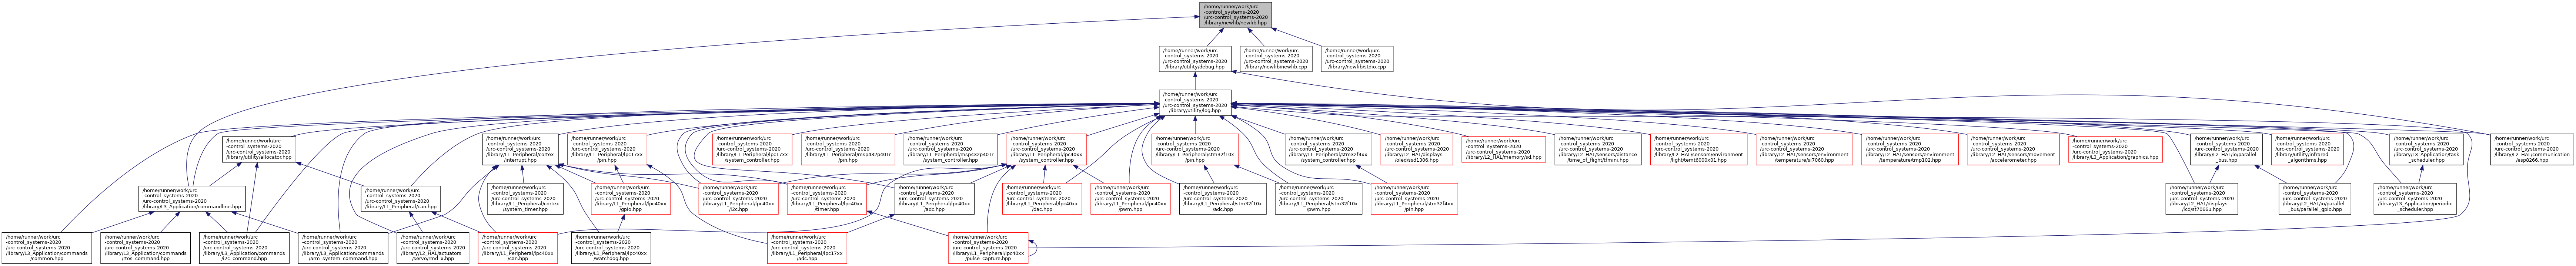 /home/runner/work/urc
-control_systems-2020
/urc-control_systems-2020
/library/newlib/newlib.hpp
/home/runner/work/urc
-control_systems-2020
/urc-control_systems-2020
/library/utility/debug.hpp
/home/runner/work/urc
-control_systems-2020
/urc-control_systems-2020
/library/newlib/newlib.cpp
/home/runner/work/urc
-control_systems-2020
/urc-control_systems-2020
/library/newlib/stdio.cpp
/home/runner/work/urc
-control_systems-2020
/urc-control_systems-2020
/library/utility/log.hpp
/home/runner/work/urc
-control_systems-2020
/urc-control_systems-2020
/library/utility/allocator.hpp
/home/runner/work/urc
-control_systems-2020
/urc-control_systems-2020
/library/L1_Peripheral/cortex
/interrupt.hpp
/home/runner/work/urc
-control_systems-2020
/urc-control_systems-2020
/library/L1_Peripheral/lpc17xx
/pin.hpp
/home/runner/work/urc
-control_systems-2020
/urc-control_systems-2020
/library/L1_Peripheral/lpc17xx
/system_controller.hpp
/home/runner/work/urc
-control_systems-2020
/urc-control_systems-2020
/library/L1_Peripheral/msp432p401r
/pin.hpp
/home/runner/work/urc
-control_systems-2020
/urc-control_systems-2020
/library/L1_Peripheral/msp432p401r
/system_controller.hpp
/home/runner/work/urc
-control_systems-2020
/urc-control_systems-2020
/library/L1_Peripheral/lpc40xx
/system_controller.hpp
/home/runner/work/urc
-control_systems-2020
/urc-control_systems-2020
/library/L1_Peripheral/stm32f10x
/pin.hpp
/home/runner/work/urc
-control_systems-2020
/urc-control_systems-2020
/library/L1_Peripheral/stm32f4xx
/system_controller.hpp
/home/runner/work/urc
-control_systems-2020
/urc-control_systems-2020
/library/L2_HAL/displays
/oled/ssd1306.hpp
/home/runner/work/urc
-control_systems-2020
/urc-control_systems-2020
/library/L2_HAL/memory/sd.hpp
/home/runner/work/urc
-control_systems-2020
/urc-control_systems-2020
/library/L2_HAL/sensors/distance
/time_of_flight/tfmini.hpp
/home/runner/work/urc
-control_systems-2020
/urc-control_systems-2020
/library/L2_HAL/sensors/environment
/light/temt6000x01.hpp
/home/runner/work/urc
-control_systems-2020
/urc-control_systems-2020
/library/L2_HAL/sensors/environment
/temperature/si7060.hpp
/home/runner/work/urc
-control_systems-2020
/urc-control_systems-2020
/library/L2_HAL/sensors/environment
/temperature/tmp102.hpp
/home/runner/work/urc
-control_systems-2020
/urc-control_systems-2020
/library/L2_HAL/sensors/movement
/accelerometer.hpp
/home/runner/work/urc
-control_systems-2020
/urc-control_systems-2020
/library/L3_Application/graphics.hpp
/home/runner/work/urc
-control_systems-2020
/urc-control_systems-2020
/library/L2_HAL/io/parallel
_bus.hpp
/home/runner/work/urc
-control_systems-2020
/urc-control_systems-2020
/library/utility/infrared
_algorithms.hpp
/home/runner/work/urc
-control_systems-2020
/urc-control_systems-2020
/library/L3_Application/task
_scheduler.hpp
/home/runner/work/urc
-control_systems-2020
/urc-control_systems-2020
/library/L2_HAL/communication
/esp8266.hpp
/home/runner/work/urc
-control_systems-2020
/urc-control_systems-2020
/library/L3_Application/commandline.hpp
/home/runner/work/urc
-control_systems-2020
/urc-control_systems-2020
/library/L1_Peripheral/can.hpp
/home/runner/work/urc
-control_systems-2020
/urc-control_systems-2020
/library/L1_Peripheral/cortex
/system_timer.hpp
/home/runner/work/urc
-control_systems-2020
/urc-control_systems-2020
/library/L1_Peripheral/lpc40xx
/gpio.hpp
/home/runner/work/urc
-control_systems-2020
/urc-control_systems-2020
/library/L1_Peripheral/lpc40xx
/i2c.hpp
/home/runner/work/urc
-control_systems-2020
/urc-control_systems-2020
/library/L1_Peripheral/lpc40xx
/timer.hpp
/home/runner/work/urc
-control_systems-2020
/urc-control_systems-2020
/library/L1_Peripheral/lpc40xx
/adc.hpp
/home/runner/work/urc
-control_systems-2020
/urc-control_systems-2020
/library/L1_Peripheral/lpc40xx
/dac.hpp
/home/runner/work/urc
-control_systems-2020
/urc-control_systems-2020
/library/L1_Peripheral/lpc40xx
/pwm.hpp
/home/runner/work/urc
-control_systems-2020
/urc-control_systems-2020
/library/L1_Peripheral/stm32f10x
/adc.hpp
/home/runner/work/urc
-control_systems-2020
/urc-control_systems-2020
/library/L1_Peripheral/stm32f10x
/pwm.hpp
/home/runner/work/urc
-control_systems-2020
/urc-control_systems-2020
/library/L1_Peripheral/stm32f4xx
/pin.hpp
/home/runner/work/urc
-control_systems-2020
/urc-control_systems-2020
/library/L2_HAL/displays
/lcd/st7066u.hpp
/home/runner/work/urc
-control_systems-2020
/urc-control_systems-2020
/library/L2_HAL/io/parallel
_bus/parallel_gpio.hpp
/home/runner/work/urc
-control_systems-2020
/urc-control_systems-2020
/library/L3_Application/periodic
_scheduler.hpp
/home/runner/work/urc
-control_systems-2020
/urc-control_systems-2020
/library/L3_Application/commands
/common.hpp
/home/runner/work/urc
-control_systems-2020
/urc-control_systems-2020
/library/L3_Application/commands
/rtos_command.hpp
/home/runner/work/urc
-control_systems-2020
/urc-control_systems-2020
/library/L3_Application/commands
/i2c_command.hpp
/home/runner/work/urc
-control_systems-2020
/urc-control_systems-2020
/library/L3_Application/commands
/arm_system_command.hpp
/home/runner/work/urc
-control_systems-2020
/urc-control_systems-2020
/library/L2_HAL/actuators
/servo/rmd_x.hpp
/home/runner/work/urc
-control_systems-2020
/urc-control_systems-2020
/library/L1_Peripheral/lpc40xx
/can.hpp
/home/runner/work/urc
-control_systems-2020
/urc-control_systems-2020
/library/L1_Peripheral/lpc40xx
/watchdog.hpp
/home/runner/work/urc
-control_systems-2020
/urc-control_systems-2020
/library/L1_Peripheral/lpc17xx
/adc.hpp
/home/runner/work/urc
-control_systems-2020
/urc-control_systems-2020
/library/L1_Peripheral/lpc40xx
/pulse_capture.hpp